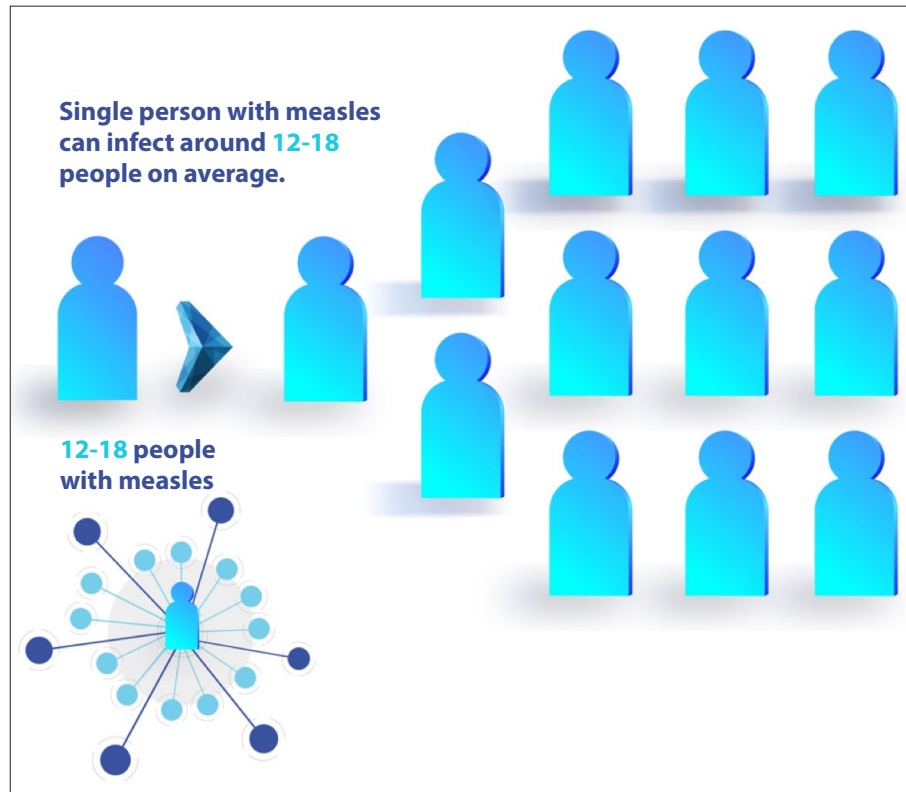 Single person with measles
can infect around 12-18
people on average.
12-18 people
with measles